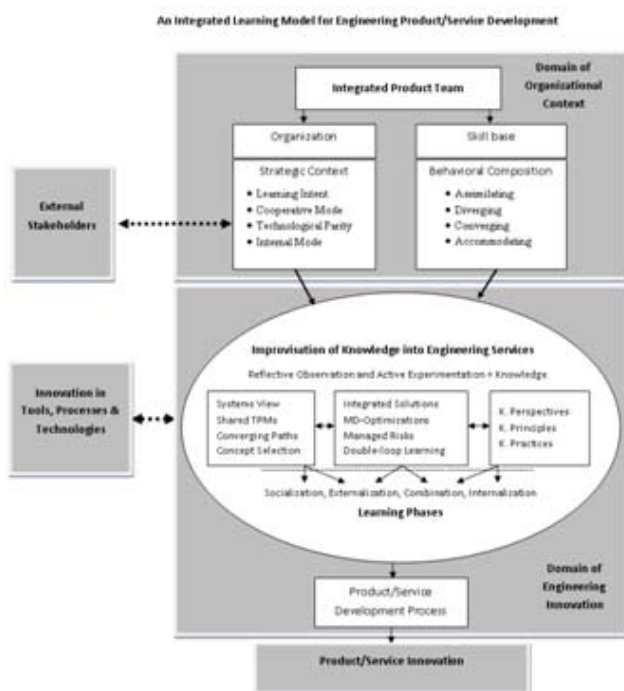 An Integrated Learning Model for Engineering Product/Service Development
Domain of
Organizational
Context
Integrated Product Team
Organization
Strategic Context
• Learning Intent
• Cooperative Mode
• Technological Parity
• Internal Mode
Skill base
Behavioral Composition
• Assimilating
• Diverging
• Converging
• Accommodating
External
Stakeholders
Improvisation of Knowledge into Engineering Services
Reflective Observation and Active Experimentation = Knowledge
Innovation in
Tools, Processes &
Technologies
Systems View
Shared TPMs
Converging Paths
Concept Selection
Integrated Solutions
MD-Optimizations
Managed Risks
Double-loop Learning
K. Perspectives
K. Principles
K. Practices
Socialization, Externalization, Combination, Internalization
Learning Phases
Domain of
Engineering
Innovation
Product/Service
Development Process
Product/Service Innovation